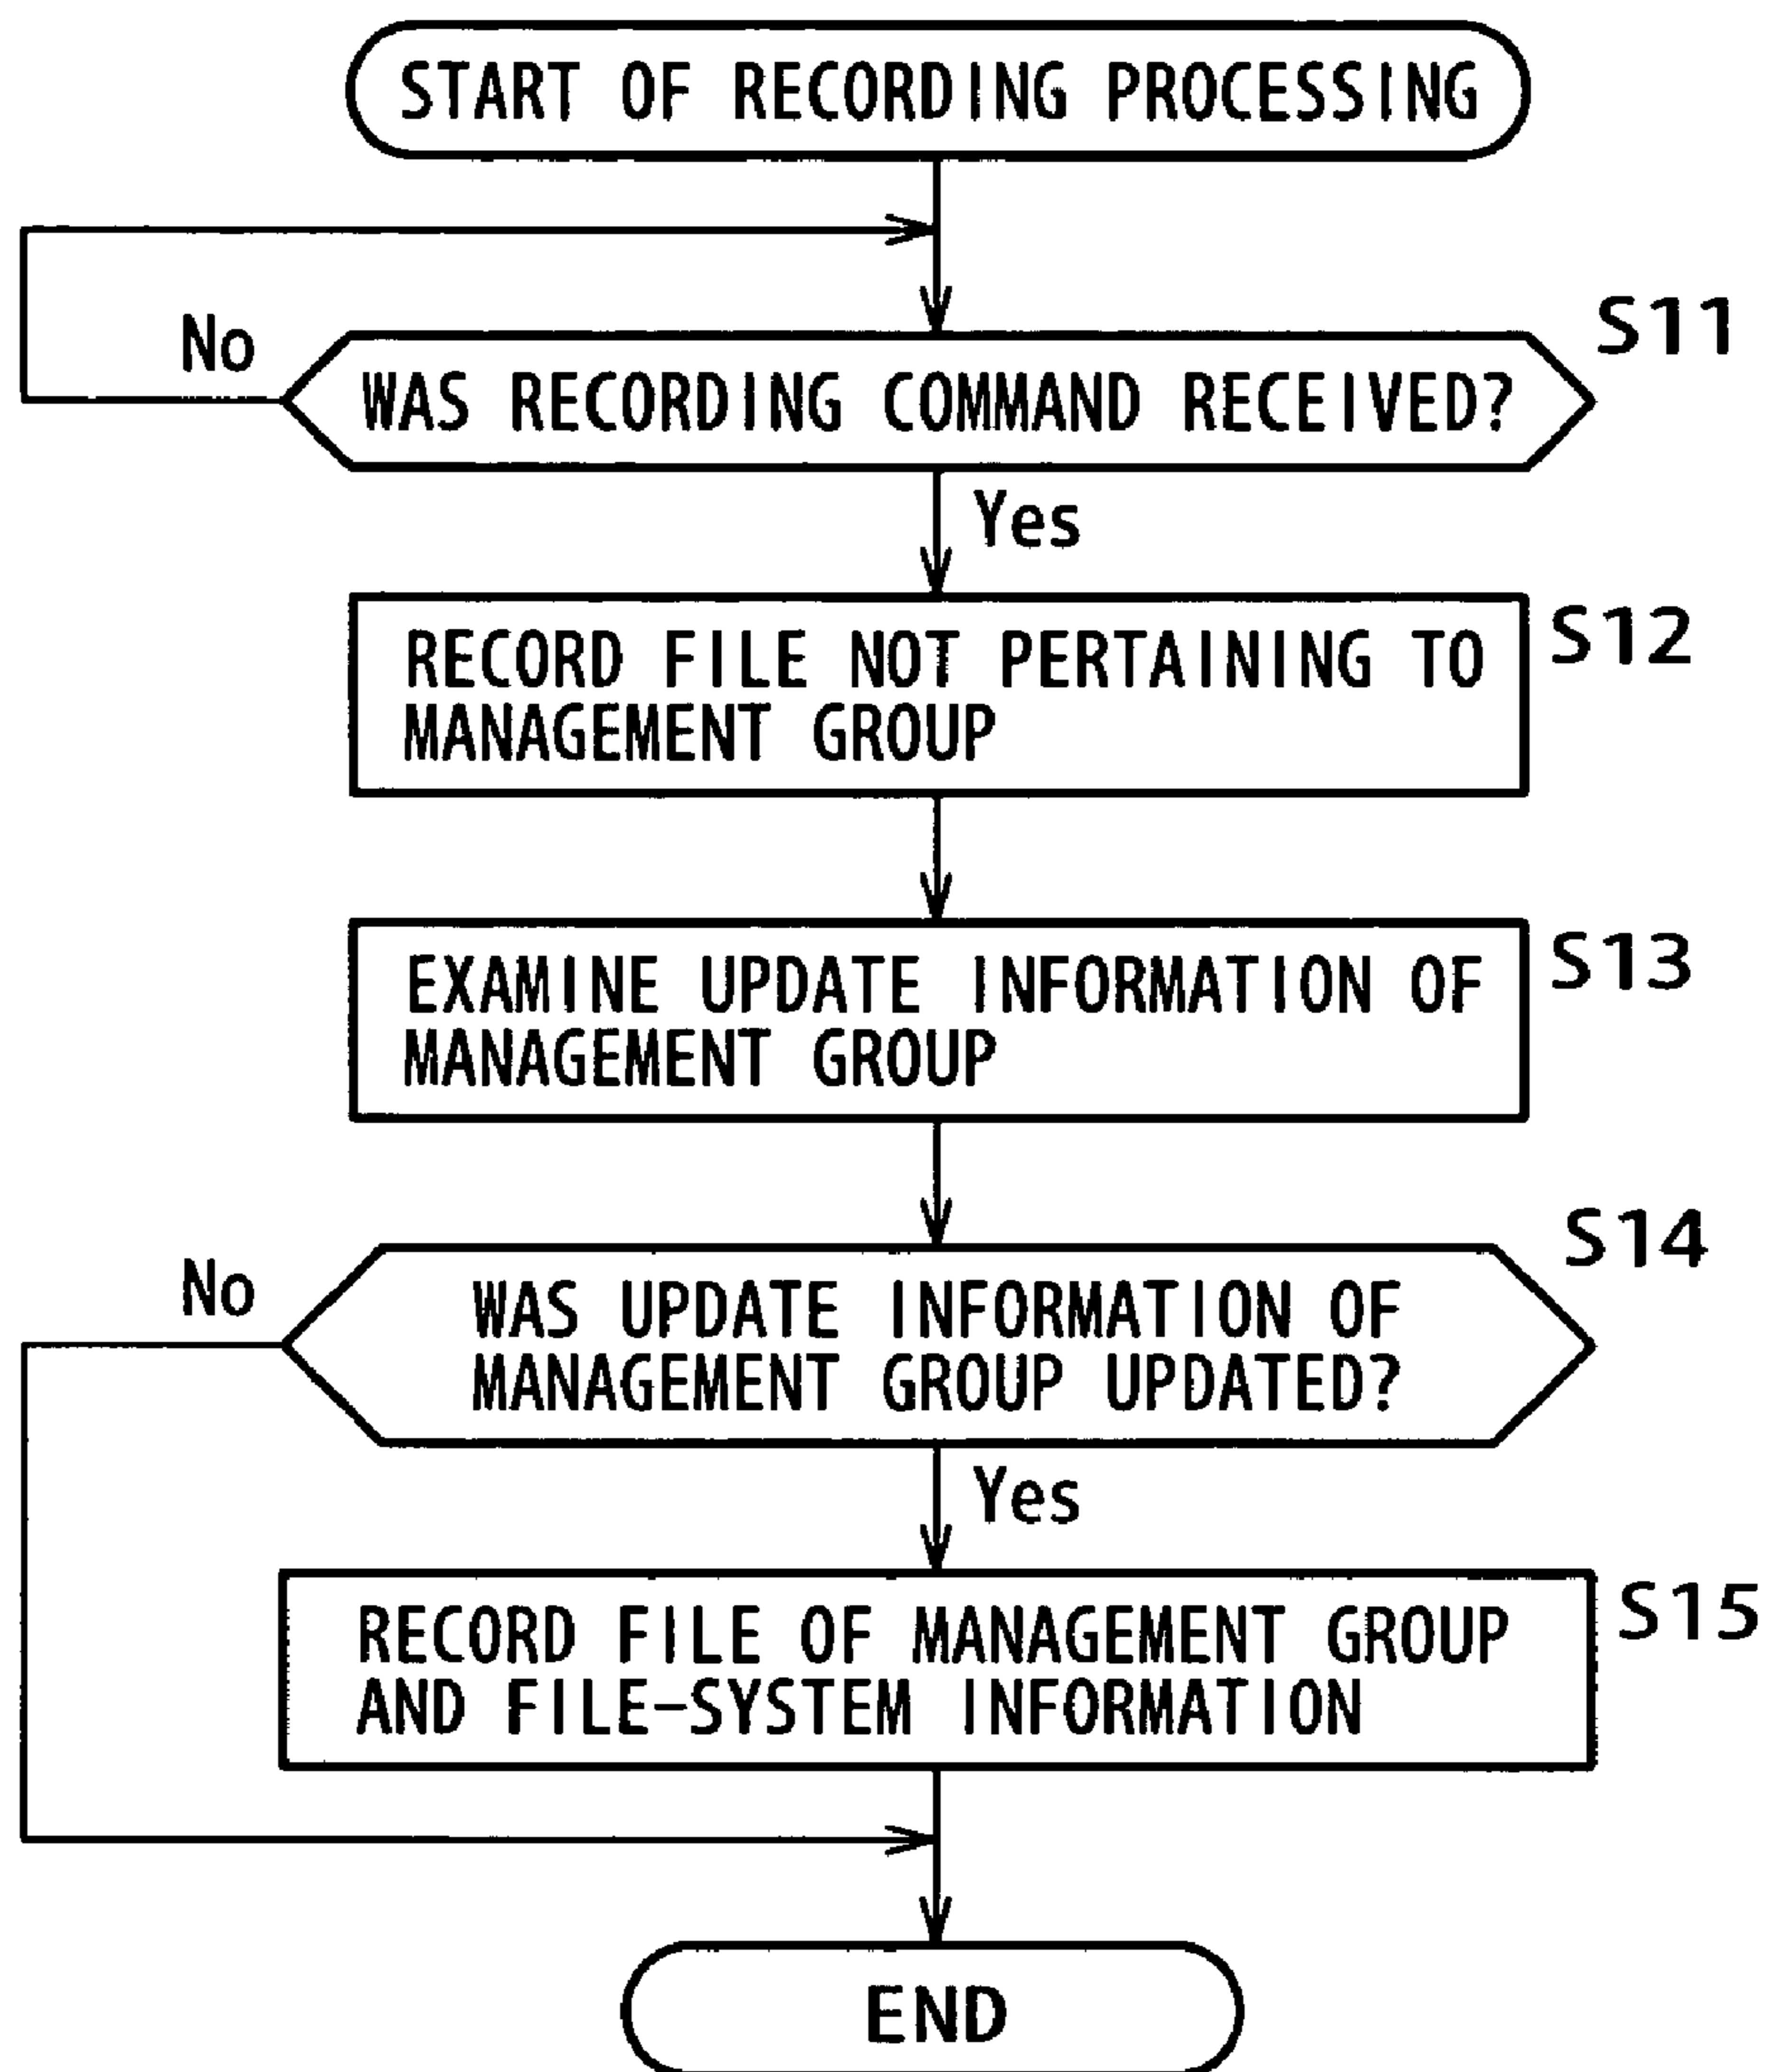 START OF RECORDING PROCESSING
No
S11
WAS RECORDING COMMAND RECEIVED?
Yes
S12
RECORD FILE NOT PERTAINING TO
MANAGEMENT GROUP
S13
EXAMINE UPDATE INFORMATION OF
MANAGEMENT GROUP
S14
No
WAS UPDATE INFORMATION OF
MANAGEMENT GROUP UPDATED?
Yes
S15
RECORD FILE OF MANAGEMENT GROUP
AND FILE-SYSTEM INFORMATION
END